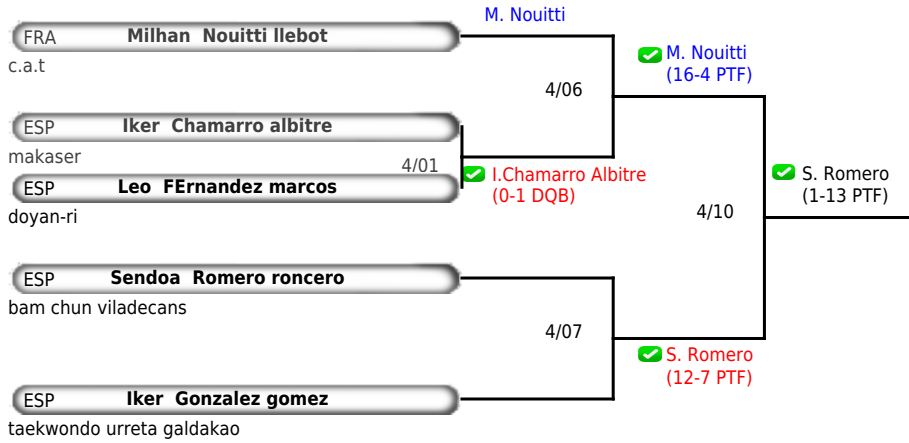 M. Nouitti
FRA Milhan Nouitti llebot
c.a.t
M. Nouitti
(16-4 PTF)
4/06
ESP Iker Chamarro albitre
makaser
4/01
I.Chamarro Albitre
(0-1 DQB)
ESP Leo FErnandez marcos
doyan-ri
S. Romero
(1-13 PTF)
4/10
ESP Sendoa Romero roncero
bam chun viladecans
4/07
S. Romero
(12-7 PTF)
ESP Iker Gonzalez gomez
taekwondo urreta galdakao